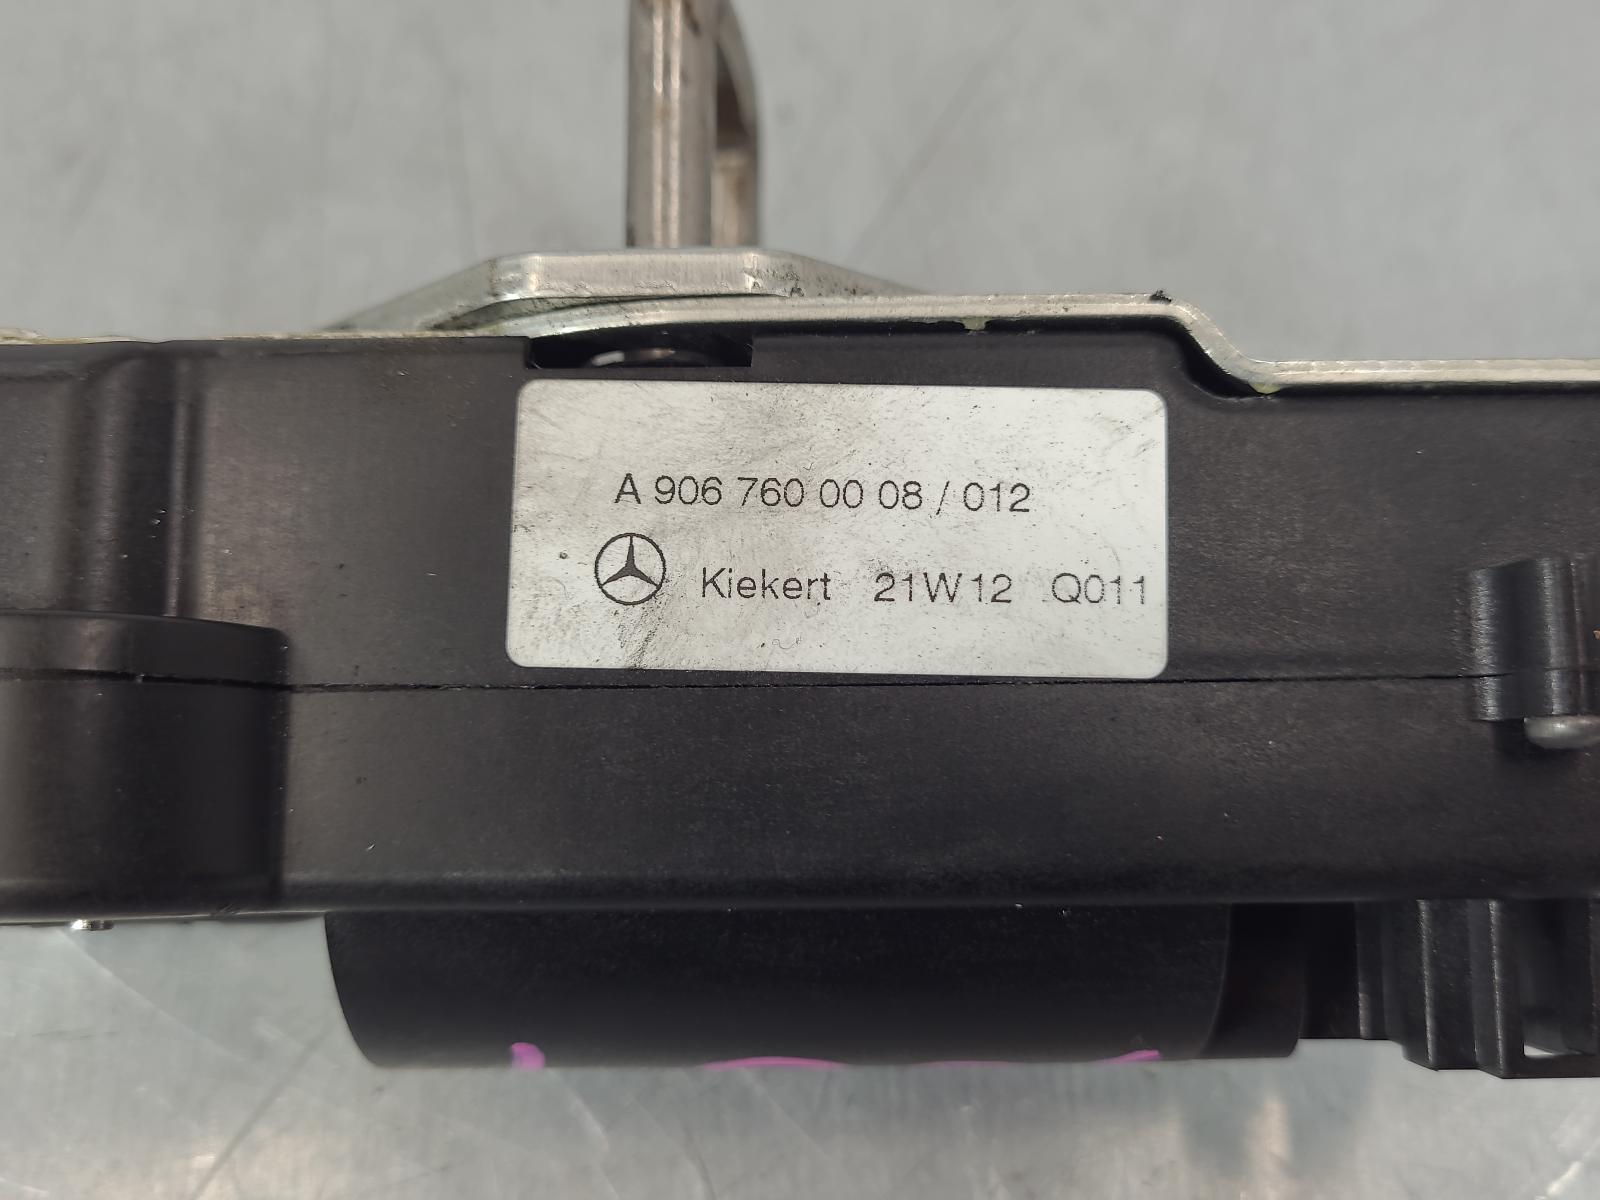 A 906 760 00 08 / 012
Kiekert 21W12 Q011